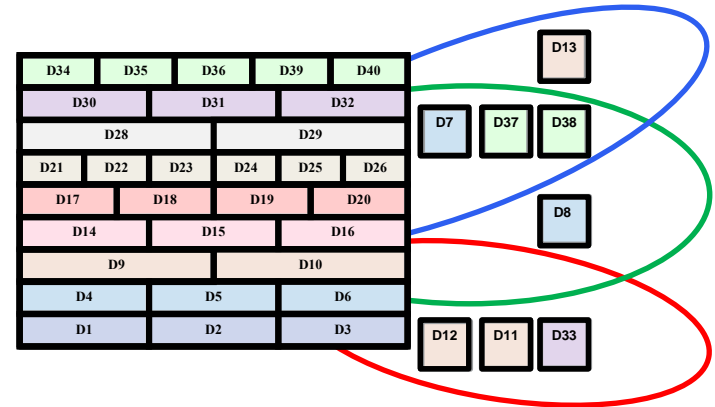 D34 D35 D36 D39 D40
D30 D31 D32
D28 D29
D21 D22 D23 D24 D25 D26
D17 D18 D19 D20
D14 D15 D16
D9 D10
D4 D5 D6
D1 D2 D3
D13
D7 D37 D38
D8
D12 D11 D33